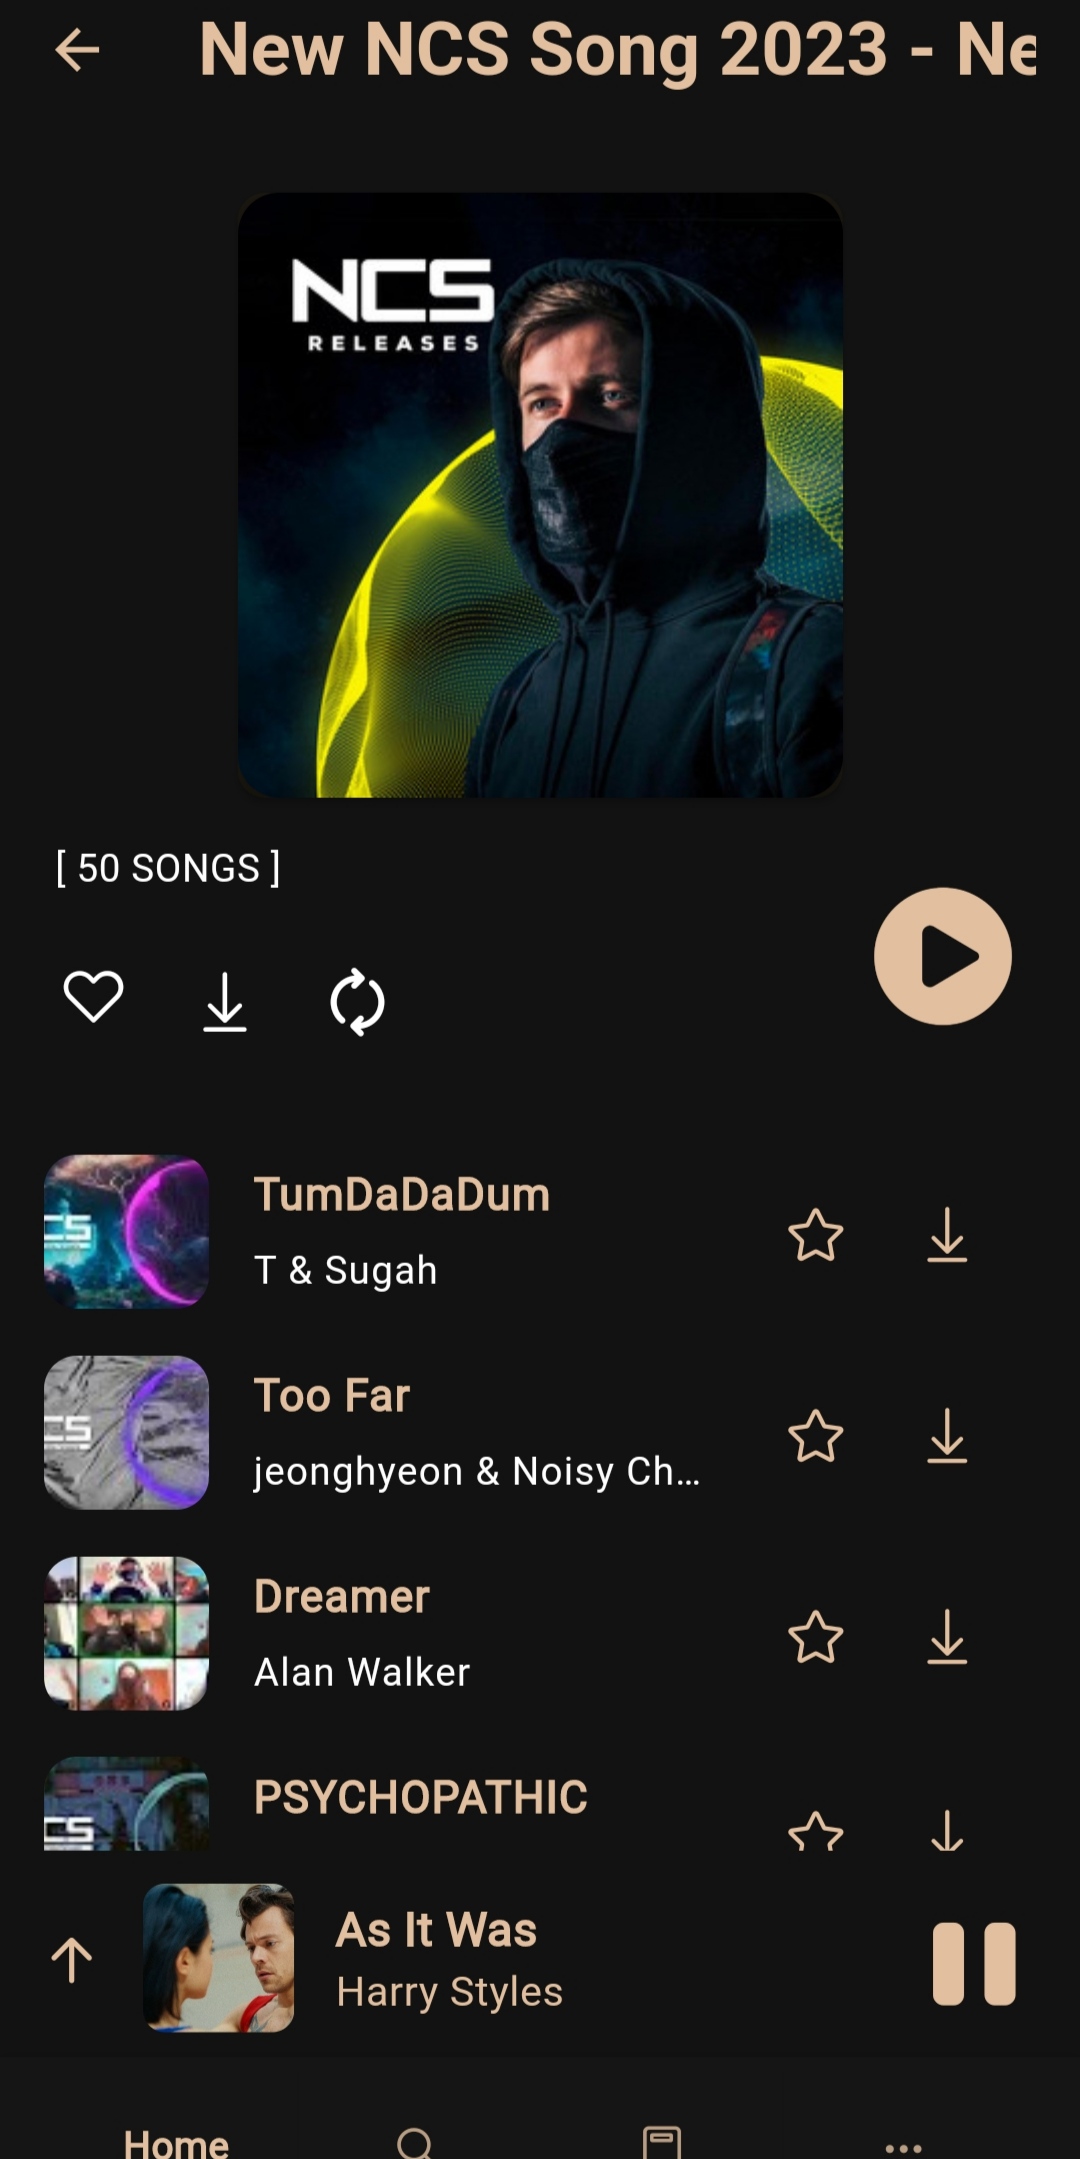 New NCS Song 2023 - Ne
NCS
RELEASES
[ 50 SONGS ]
TumDaDaDum
T & Sugah
Too Far
jeonghyeon & Noisy Ch...
Dreamer
Alan Walker
PSYCHOPATHIC
As It Was
Harry Styles
Home